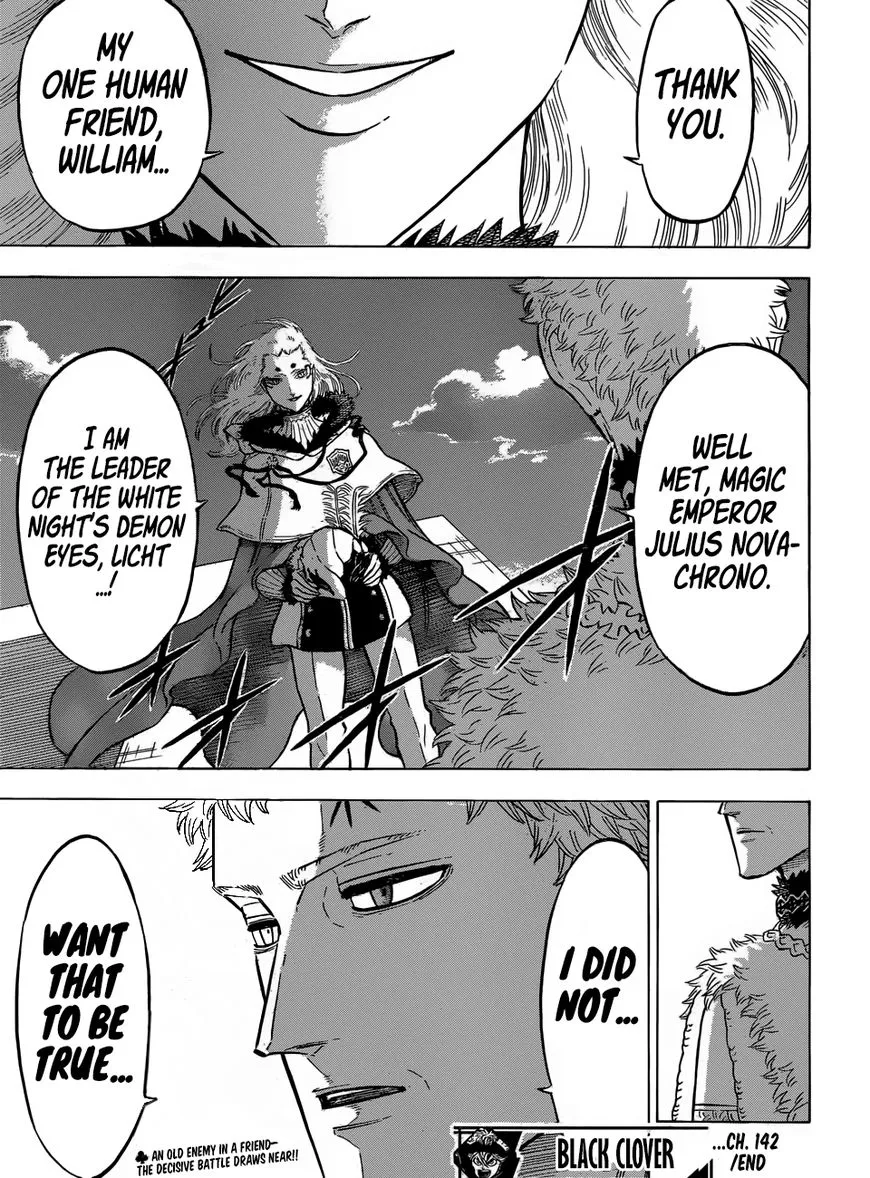 THANK
YOU.
MY
ONE HUMAN
FRIEND,
WILLIAM...
WELL
MET, MAGIC
EMPEROR
JULIUS NOVA-
CHRONO.
I AM
THE LEADER
OF THE WHITE
NIGHT'S DEMON
EYES, LICHT
...!
I DID
NOT...
WANT
THAT
TO BE
TRUE...
♣ AN OLD ENEMY IN A FRIEND—
THE DECISIVE BATTLE DRAWS NEAR!!
BLACK CLOVER
...CH. 142
/END